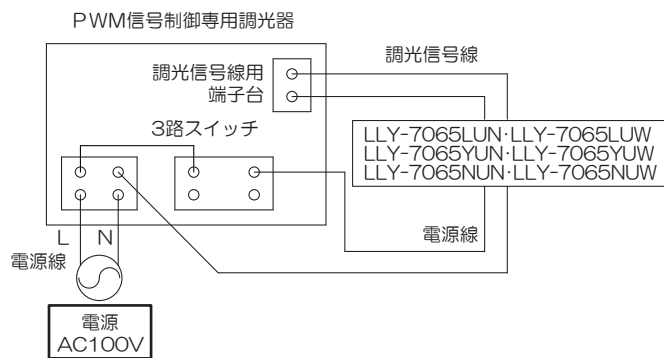 PWM信号制御専用調光器
調光信号線
調光信号線用
端子台
3路スイッチ
LLY-7065LUN・LLY-7065LUW
LLY-7065YUN・LLY-7065YUW
LLY-7065NUN・LLY-7065NUW
L N
電源線
電源線
電源
AC100V